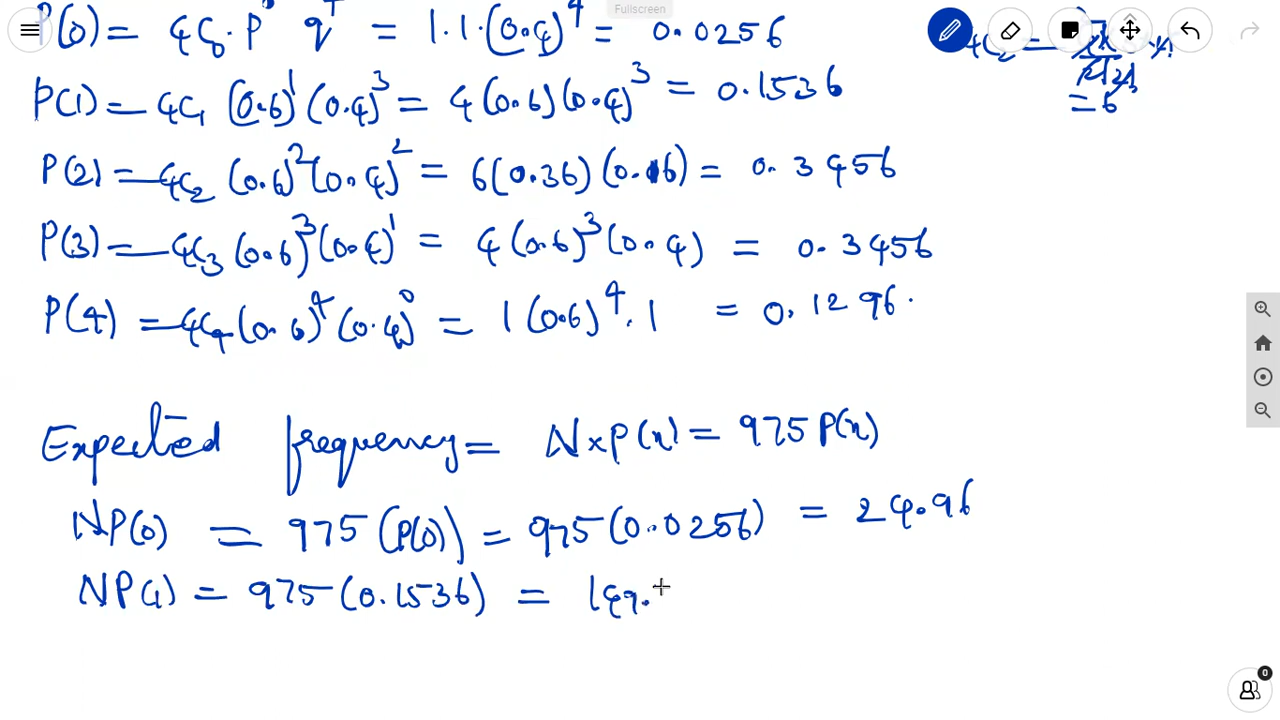 Fullscreen
P(0) = 4C₀ . P⁰ q⁴ = 1.1.(0.4)⁴ = 0.0256
P(1) = 4C₁ (0.6)¹ (0.4)³ = 4(0.6)(0.4)³ = 0.1536
P(2) = 4C₂ (0.6)² (0.4)² = 6(0.36)(0.16) = 0.3456
P(3) = 4C₃ (0.6)³ (0.4)¹ = 4(0.6)³(0.4) = 0.3456
P(4) = 4C₄ (0.6)⁴ (0.4)⁰ = 1(0.6)⁴.1 = 0.1296.
4C₂ =
= 6
Expected frequency = N×P(x) = 975 P(x)
NP(0) = 975 (P(0)) = 975(0.0256) = 24.96
NP(1) = 975(0.1536) = 149.
0